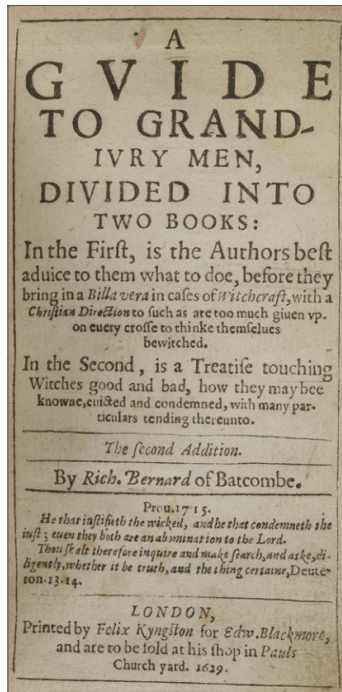 A
GVIDE
TO GRAND-
IVRY MEN,
DIVIDED INTO
TWO BOOKS:
In the Firſt, is the Authors beſt
aduice to them what to doe, before they
bring in a Billa vera in caſes of Witchcraft, with a
Chriſtian Direction to ſuch as are too much giuen vp-
on euery croſſe to thinke themſelues
bewitched.
In the Second, is a Treatiſe touching
Witches good and bad, how they may bee
knowne, euicted and condemned, with many par-
ticulars tending thereunto.
The ſecond Addition.
By Rich. Bernard of Batcombe.
Prou. 17 15.
He that iuſtifieth the wicked, and he that condemneth the
iuſt; euen they both are an abmination to the Lord.
Thou ſhalt therefore inquire and make ſearch, and aske, di-
ligently, whether it be truth, and the thing certaine, Deute-
ron. 13. 14.
LONDON,
Printed by Felix Kyngſton for Edw. Blackmore,
and are to be ſold at his ſhop in Pauls
Church yard. 1629.